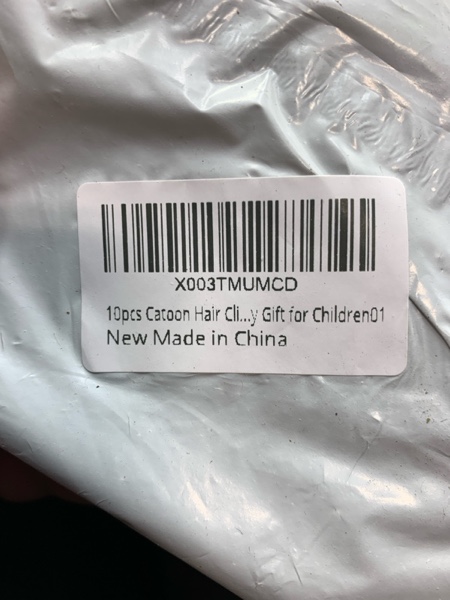 X003TMUMCD
10pcs Catoon Hair Cli...y Gift for Children01
New Made in China